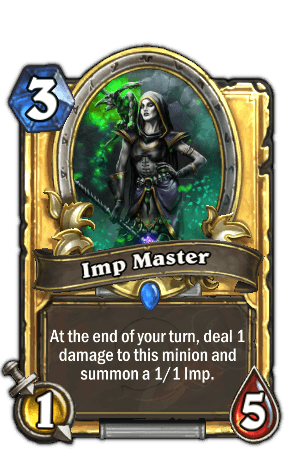 3
Imp Master
At the end of your turn, deal 1
damage to this minion and
summon a 1/1 Imp.
1
5